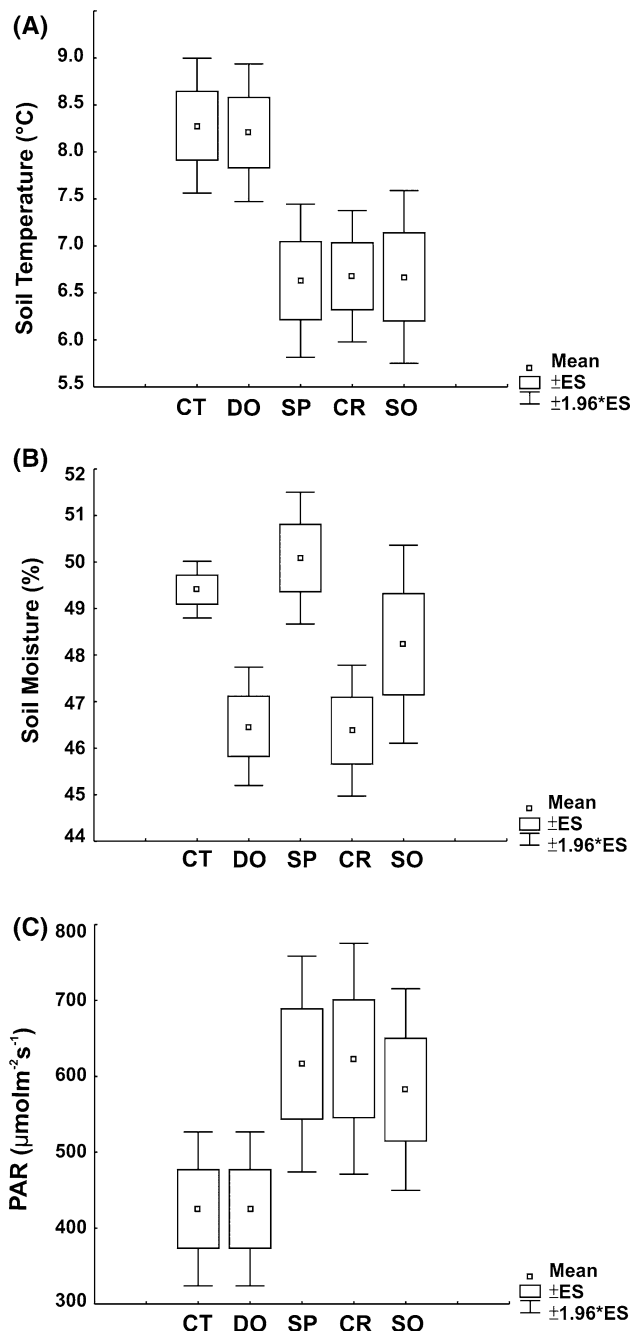 (A)
Soil Temperature (°C)
9.0
8.5
8.0
7.5
7.0
6.5
6.0
5.5
CT DO SP CR SO
Mean
±ES
±1.96*ES
(B)
Soil Moisture (%)
52
51
50
49
48
47
46
45
44
CT DO SP CR SO
Mean
±ES
±1.96*ES
(C)
PAR (µmolm⁻²s⁻¹)
800
700
600
500
400
300
CT DO SP CR SO
Mean
±ES
±1.96*ES